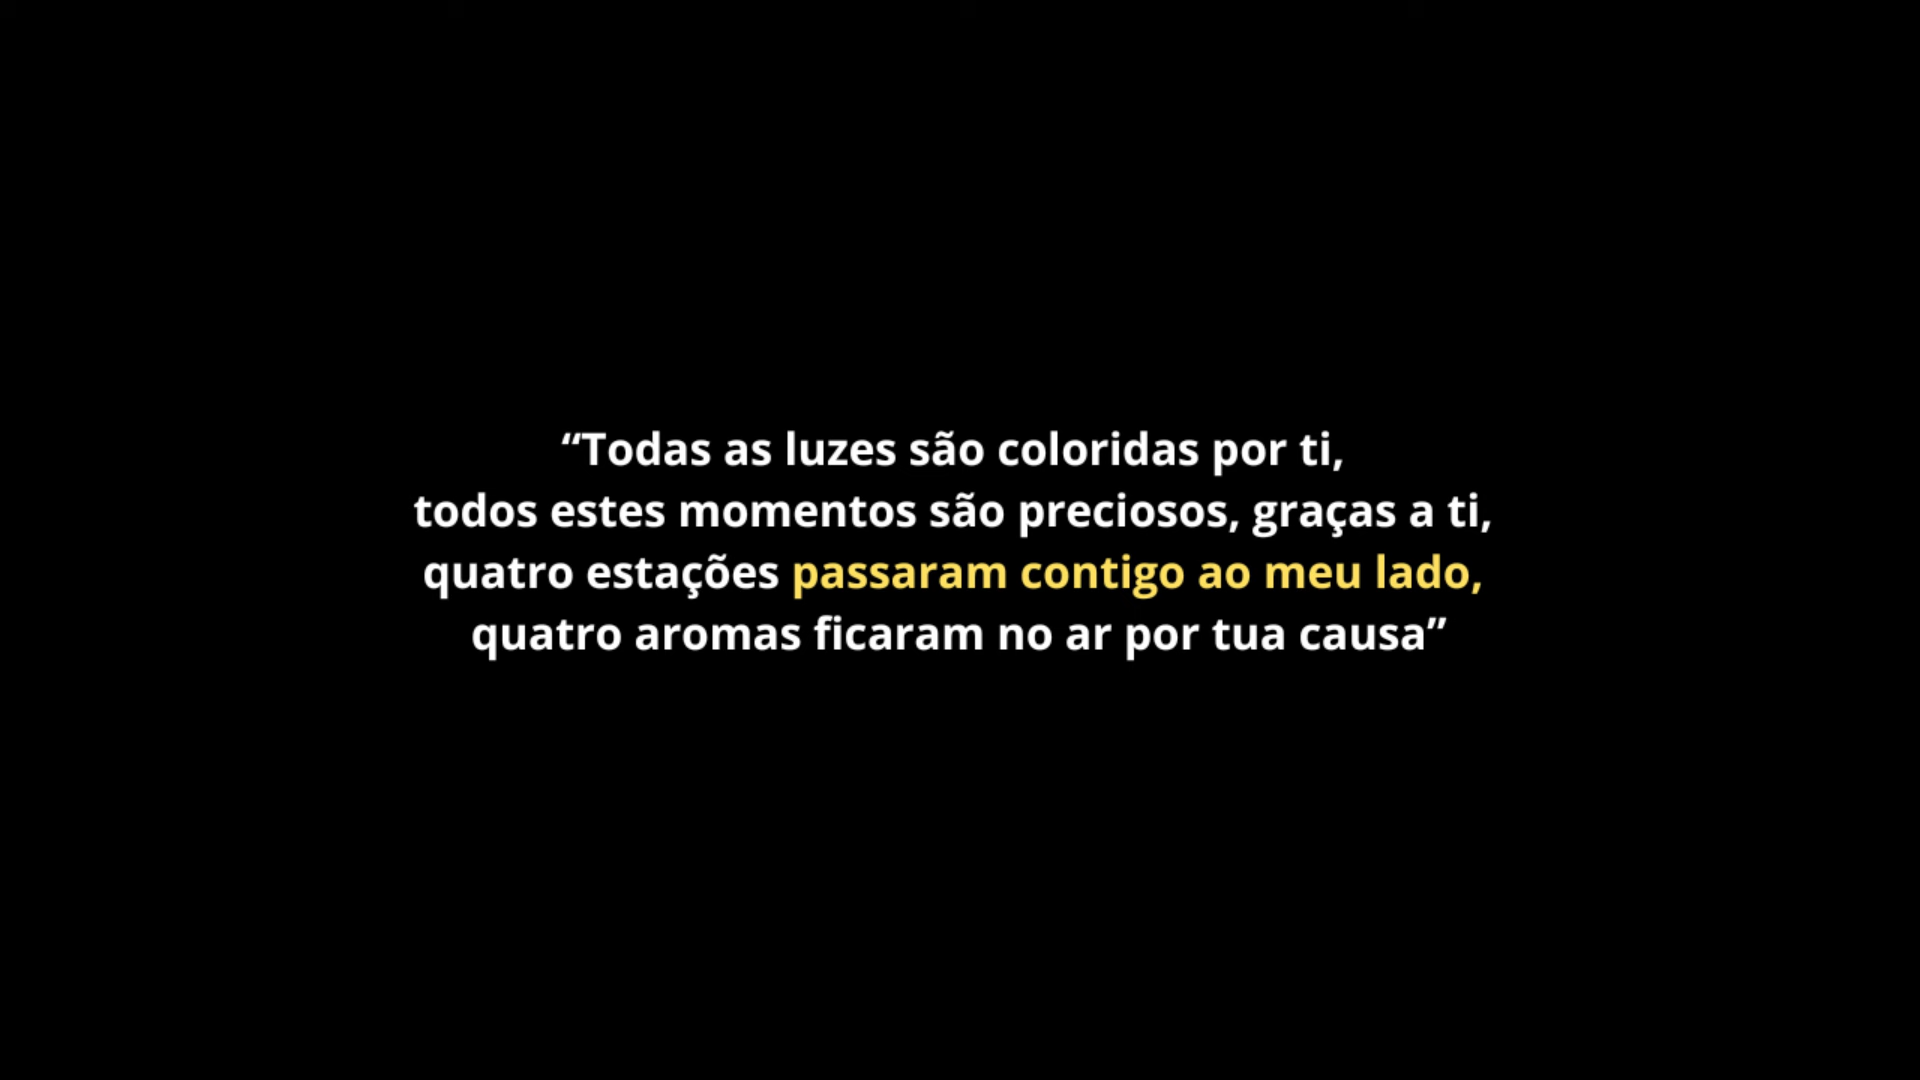 “Todas as luzes são coloridas por ti,
todos estes momentos são preciosos, graças a ti,
quatro estações passaram contigo ao meu lado,
quatro aromas ficaram no ar por tua causa”